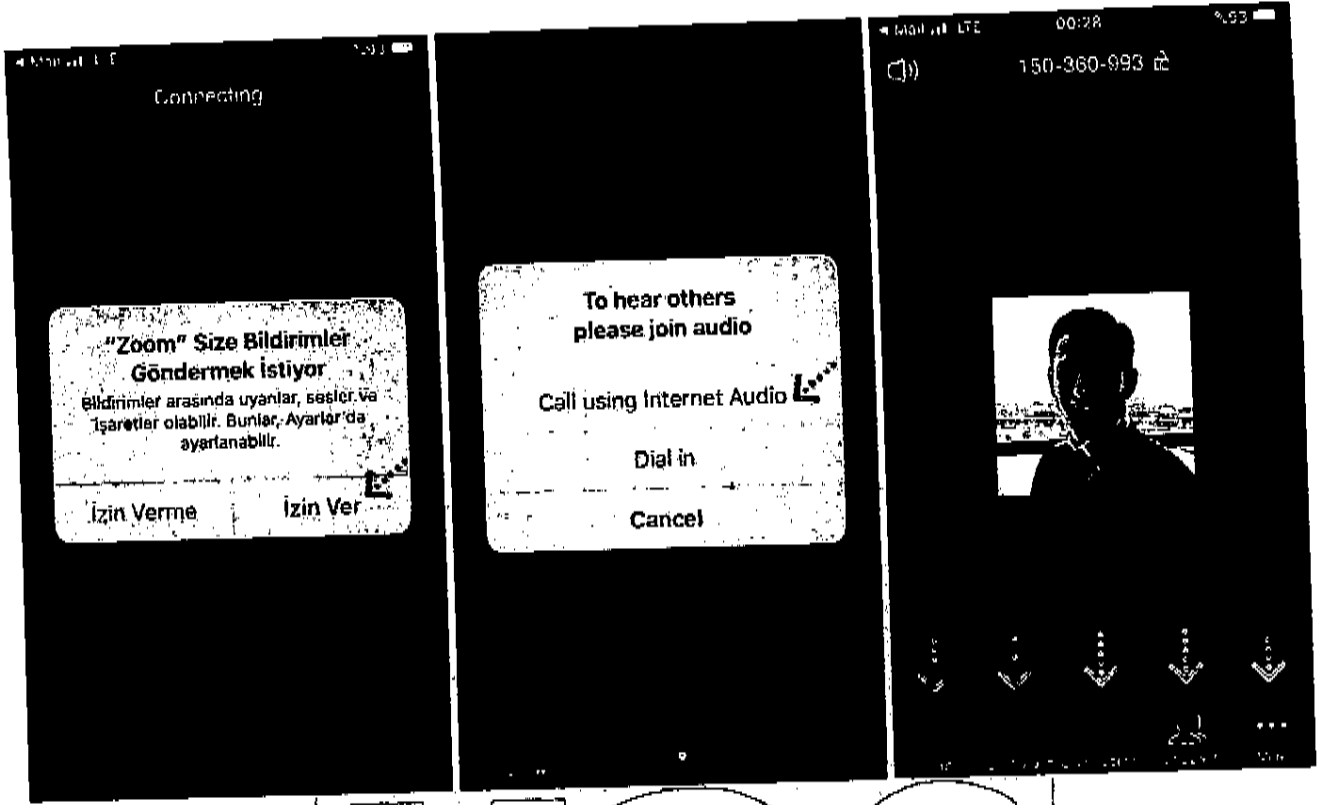 Connecting
"Zoom" Size Bildirimler
Göndermek İstiyor
Bildirimler arasında uyarılar, sesler ve
işaretler olabilir. Bunlar, Ayarlar'da
ayarlanabilir.
İzin Verme
İzin Ver
To hear others
please join audio
Call using Internet Audio
Dial in
Cancel
LTE 00:28 %93
150-360-993